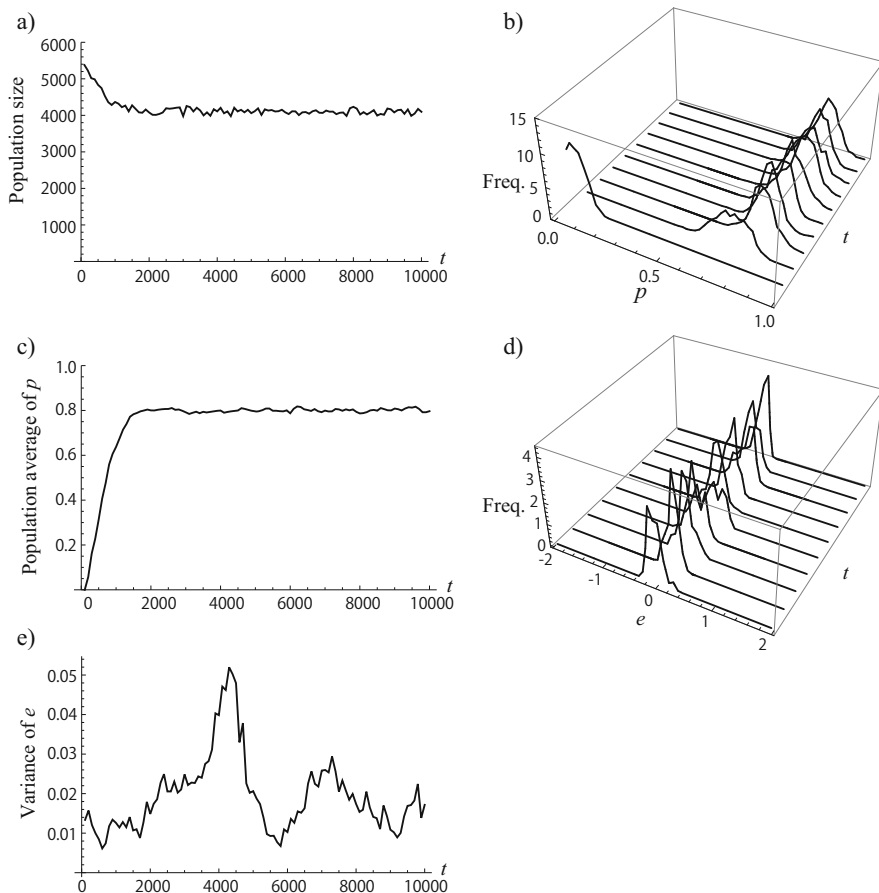 a)
Population size
6000
5000
4000
3000
2000
1000
2000 4000 6000 8000 10000
t
b)
Freq.
15
10
5
0
0.0 0.5 1.0
p
t
c)
Population average of p
1.0
0.8
0.6
0.4
0.2
0 2000 4000 6000 8000 10000
t
d)
Freq.
4
3
2
1
0
-2 -1 0 1 2
e
t
e)
Variance of e
0.05
0.04
0.03
0.02
0.01
0 2000 4000 6000 8000 10000
t